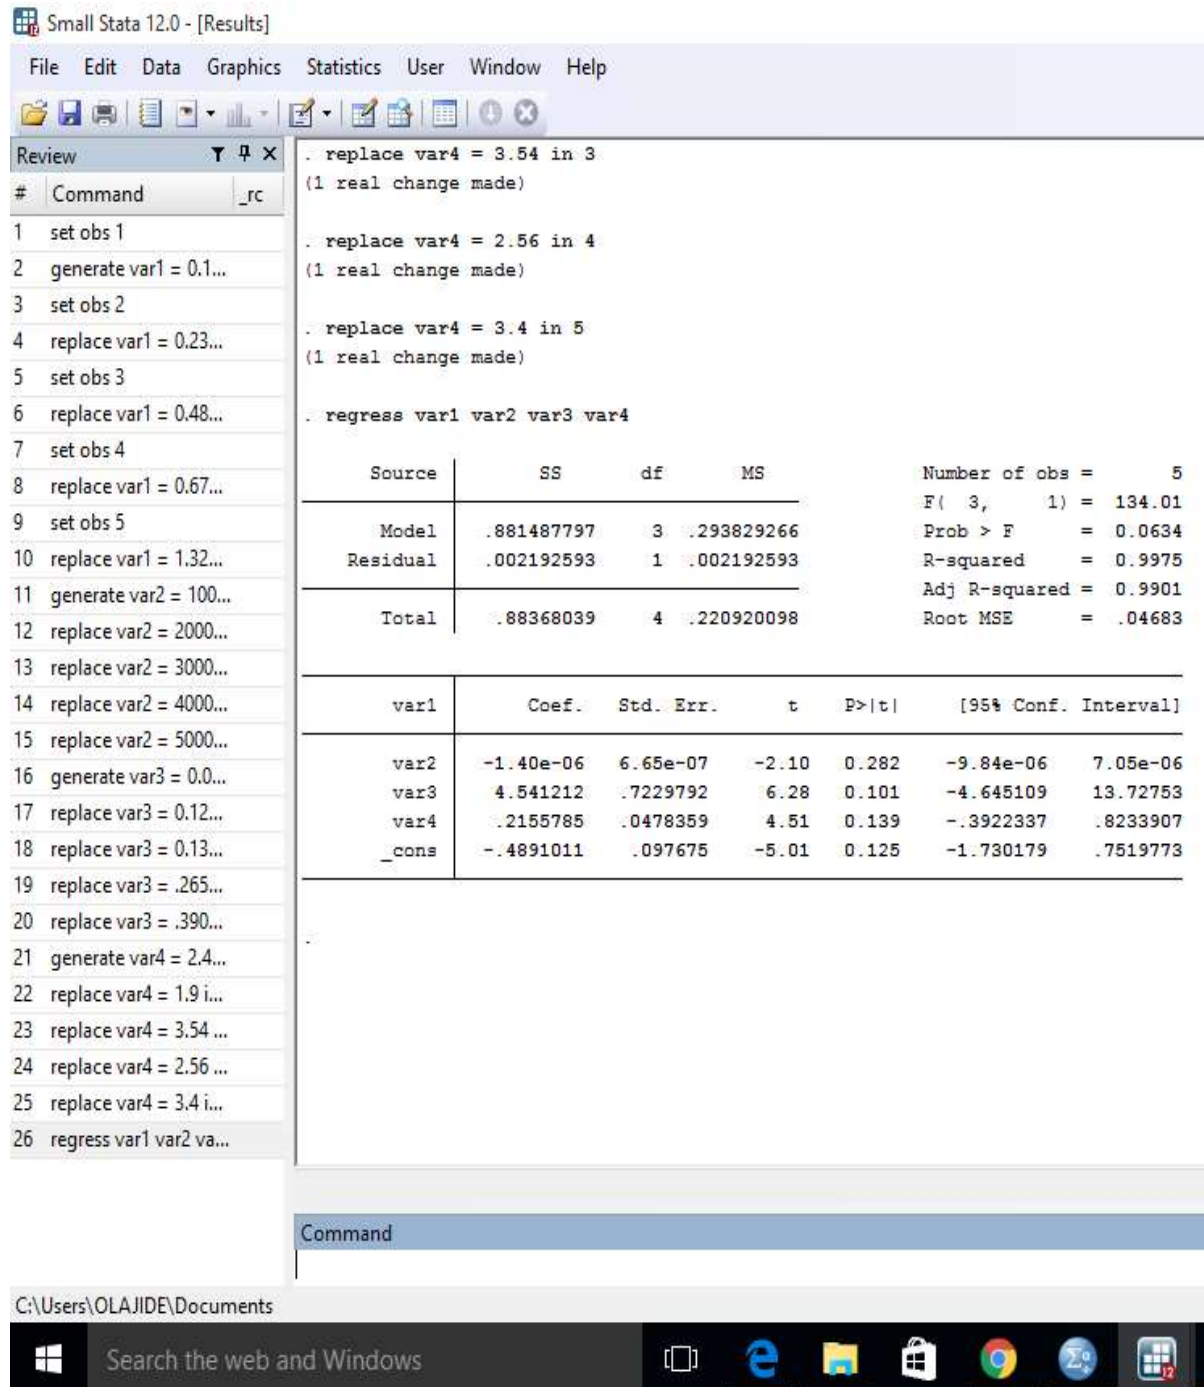 Small Stata 12.0 - [Results]
File Edit Data Graphics Statistics User Window Help
Review
# Command _rc
1 set obs 1
2 generate var1 = 0.1...
3 set obs 2
4 replace var1 = 0.23...
5 set obs 3
6 replace var1 = 0.48...
7 set obs 4
8 replace var1 = 0.67...
9 set obs 5
10 replace var1 = 1.32...
11 generate var2 = 100...
12 replace var2 = 2000...
13 replace var2 = 3000...
14 replace var2 = 4000...
15 replace var2 = 5000...
16 generate var3 = 0.0...
17 replace var3 = 0.12...
18 replace var3 = 0.13...
19 replace var3 = .265...
20 replace var3 = .390...
21 generate var4 = 2.4...
22 replace var4 = 1.9 i...
23 replace var4 = 3.54 ...
24 replace var4 = 2.56 ...
25 replace var4 = 3.4 i...
26 regress var1 var2 va...
. replace var4 = 3.54 in 3
(1 real change made)
. replace var4 = 2.56 in 4
(1 real change made)
. replace var4 = 3.4 in 5
(1 real change made)
. regress var1 var2 var3 var4
Source SS df MS Number of obs = 5
F( 3, 1) = 134.01
Model .881487797 3 .293829266 Prob > F = 0.0634
Residual .002192593 1 .002192593 R-squared = 0.9975
Adj R-squared = 0.9901
Total .88368039 4 .220920098 Root MSE = .04683
var1 Coef. Std. Err. t P>|t| [95% Conf. Interval]
var2 -1.40e-06 6.65e-07 -2.10 0.282 -9.84e-06 7.05e-06
var3 4.541212 .7229792 6.28 0.101 -4.645109 13.72753
var4 .2155785 .0478359 4.51 0.139 -.3922337 .8233907
_cons -.4891011 .097675 -5.01 0.125 -1.730179 .7519773
.
Command
C:\Users\OLAJIDE\Documents
Search the web and Windows